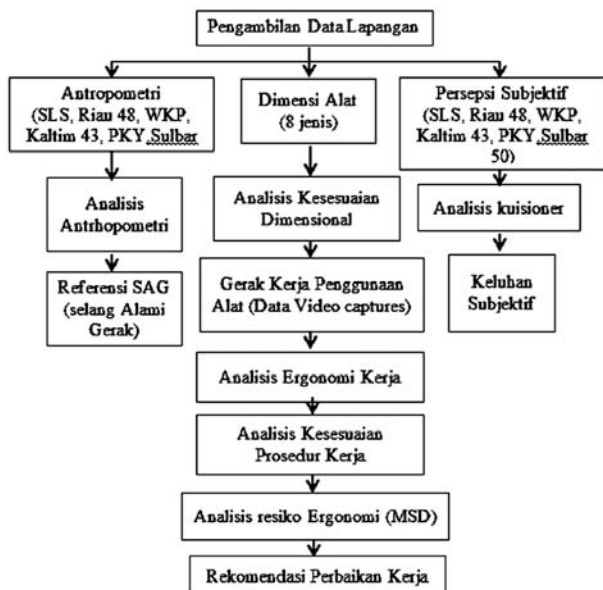 Pengambilan Data Lapangan
Antropometri
(SLS, Riau 48, WKP,
Kaltim 43, PKY,Sulbar
Dimensi Alat
(8 jenis)
Persepsi Subjektif
(SLS, Riau 48, WKP,
Kaltim 43, PKY, Sulbar
50)
Analisis
Antrhopometri
Analisis Kesesuaian
Dimensional
Analisis kuisioner
Referensi SAG
(selang Alami
Gerak)
Gerak Kerja Penggunaan
Alat (Data Video captures)
Keluhan
Subjektif
Analisis Ergonomi Kerja
Analisis Kesesuaian
Prosedur Kerja
Analisis resiko Ergonomi (MSD)
Rekomendasi Perbaikan Kerja